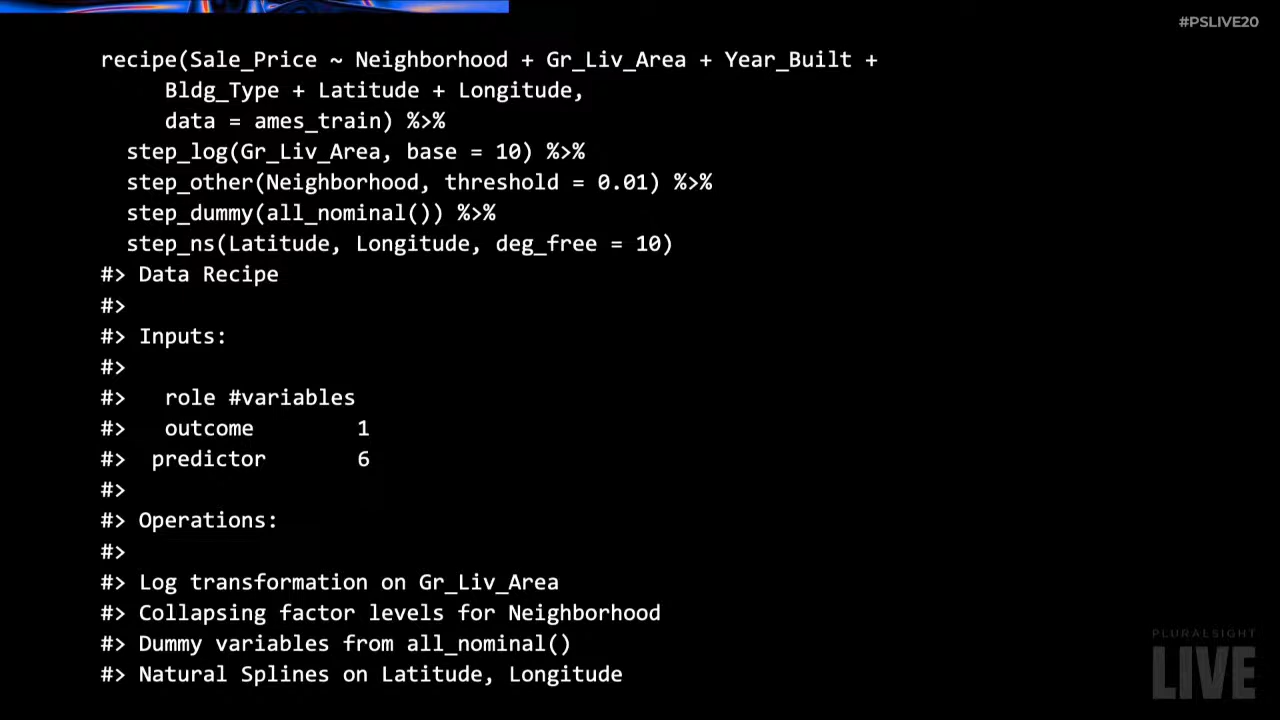 #PSLIVE20
recipe(Sale_Price ~ Neighborhood + Gr_Liv_Area + Year_Built +
Bldg_Type + Latitude + Longitude,
data = ames_train) %>%
step_log(Gr_Liv_Area, base = 10) %>%
step_other(Neighborhood, threshold = 0.01) %>%
step_dummy(all_nominal()) %>%
step_ns(Latitude, Longitude, deg_free = 10)
#> Data Recipe
#>
#> Inputs:
#>
#> role #variables
#> outcome 1
#> predictor 6
#>
#> Operations:
#>
#> Log transformation on Gr_Liv_Area
#> Collapsing factor levels for Neighborhood
#> Dummy variables from all_nominal()
#> Natural Splines on Latitude, Longitude
PLURALSIGHT
LIVE